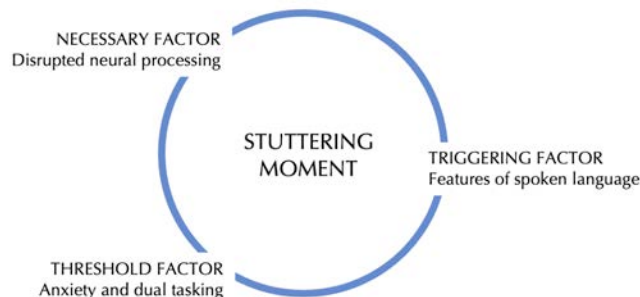 NECESSARY FACTOR
Disrupted neural processing
STUTTERING
MOMENT
TRIGGERING FACTOR
Features of spoken language
THRESHOLD FACTOR
Anxiety and dual tasking